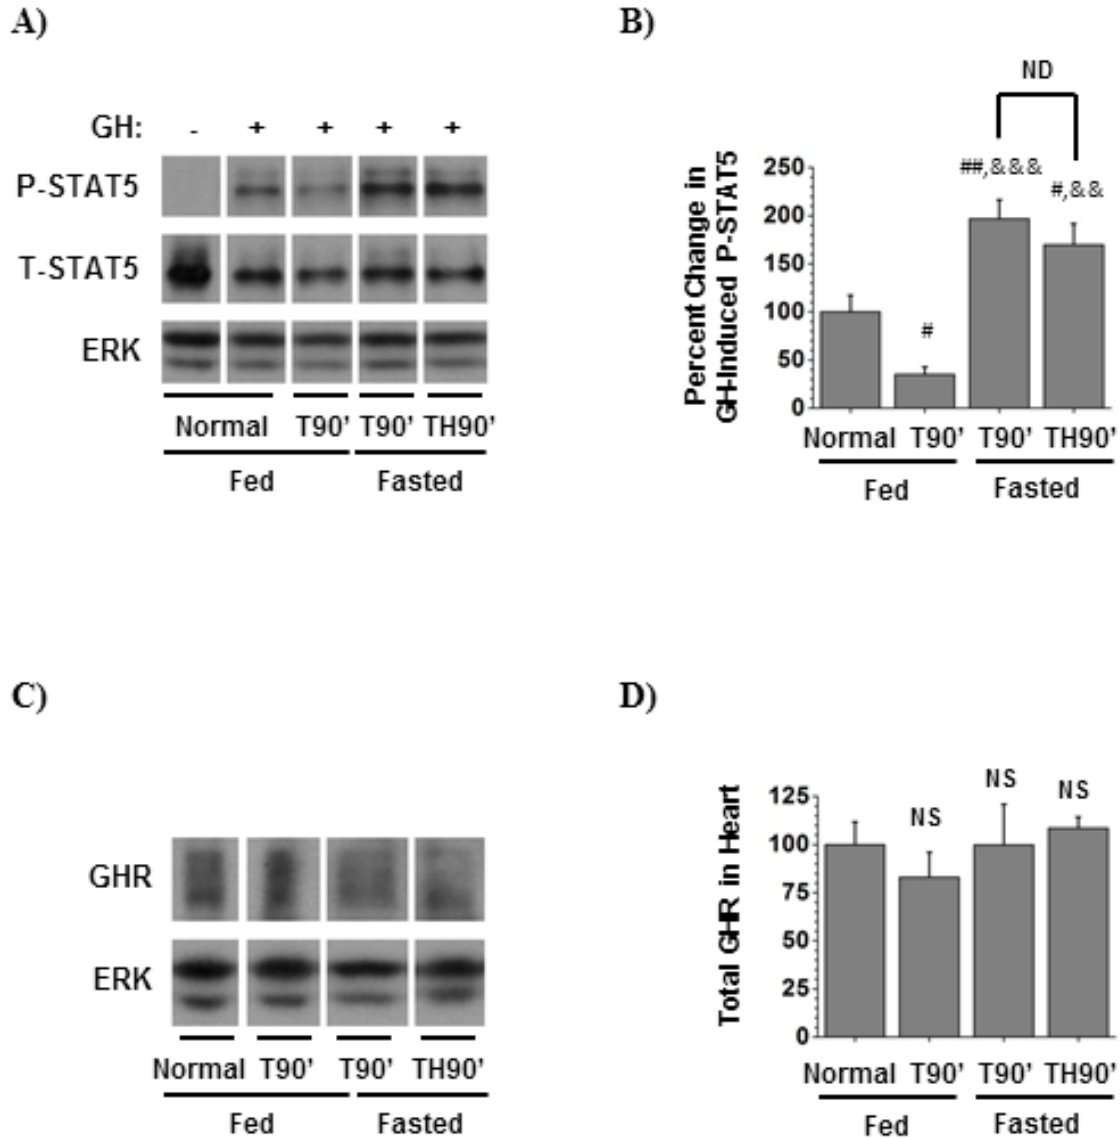 A)
GH: - + + + +
P-STAT5
T-STAT5
ERK
Normal T90' T90' TH90'
Fed Fasted
B)
ND
##,&&& #,&&
#
Percent Change in
GH-Induced P-STAT5
250
200
150
100
50
0
Normal T90' T90' TH90'
Fed Fasted
C)
GHR
ERK
Normal T90' T90' TH90'
Fed Fasted
D)
NS NS NS
Total GHR in Heart
125
100
75
50
25
0
Normal T90' T90' TH90'
Fed Fasted